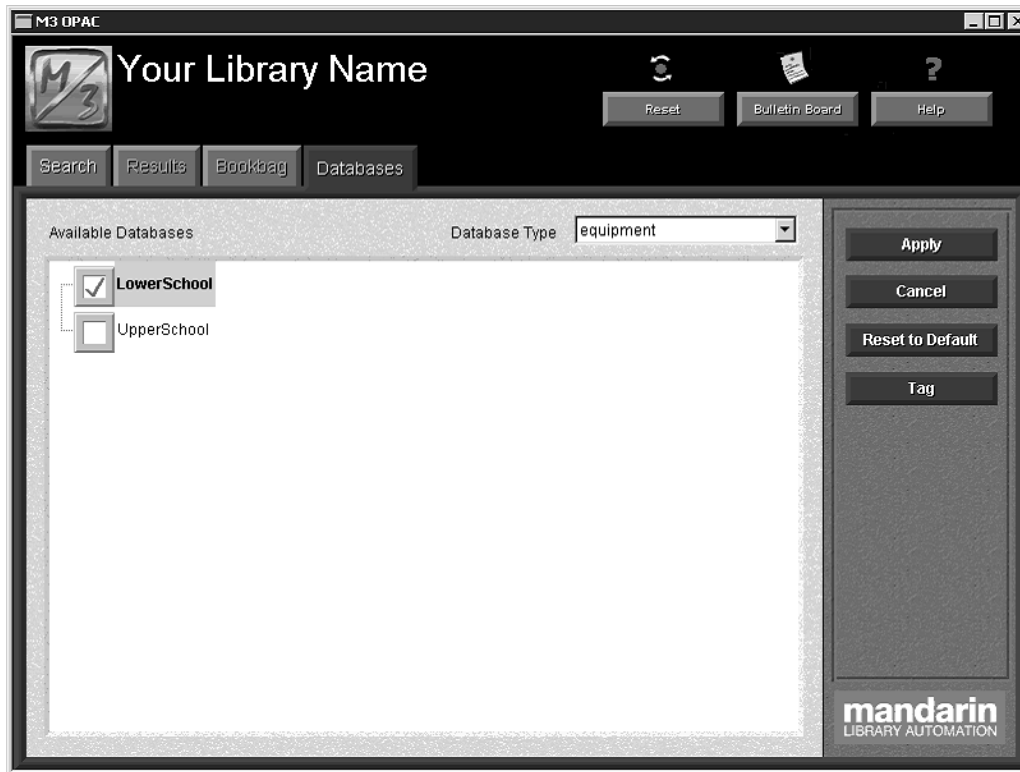 M3 OPAC
M/3
Your Library Name
?
Reset
Bulletin Board
Help
Search
Results
Bookbag
Databases
Available Databases
Database Type
equipment
LowerSchool
UpperSchool
Apply
Cancel
Reset to Default
Tag
mandarin
LIBRARY AUTOMATION